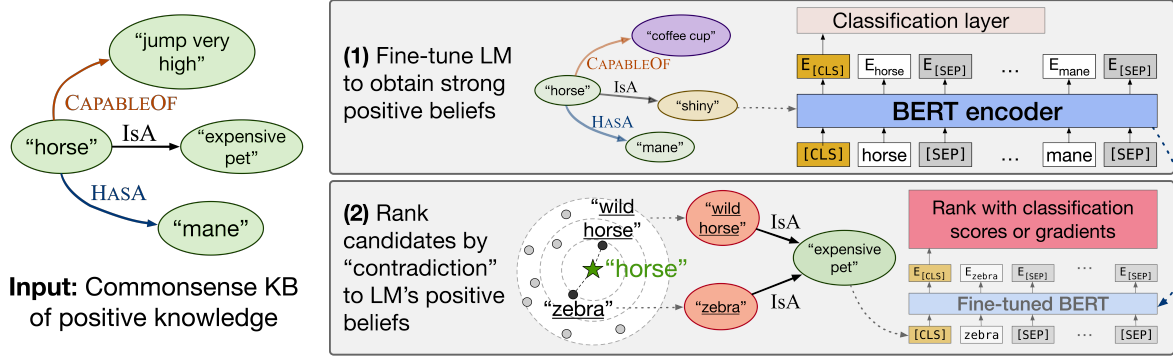 “jump very
high”
CAPABLEOF
“horse”
ISA
“expensive
pet”
HASA
“mane”
Input: Commonsense KB
of positive knowledge
(1) Fine-tune LM
to obtain strong
positive beliefs
“coffee cup”
CAPABLEOF
“horse”
ISA
“shiny”
HASA
“mane”
Classification layer
E[CLS] Ehorse E[SEP] ... Emane E[SEP]
BERT encoder
[CLS] horse [SEP] ... mane [SEP]
(2) Rank
candidates by
“contradiction”
to LM’s positive
beliefs
“wild
horse”
“horse”
“zebra”
“wild
horse”
ISA
“expensive
pet”
“zebra”
ISA
Rank with classification
scores or gradients
E[CLS] Ezebra E[SEP] ... E[SEP]
Fine-tuned BERT
[CLS] zebra [SEP] ... [SEP]